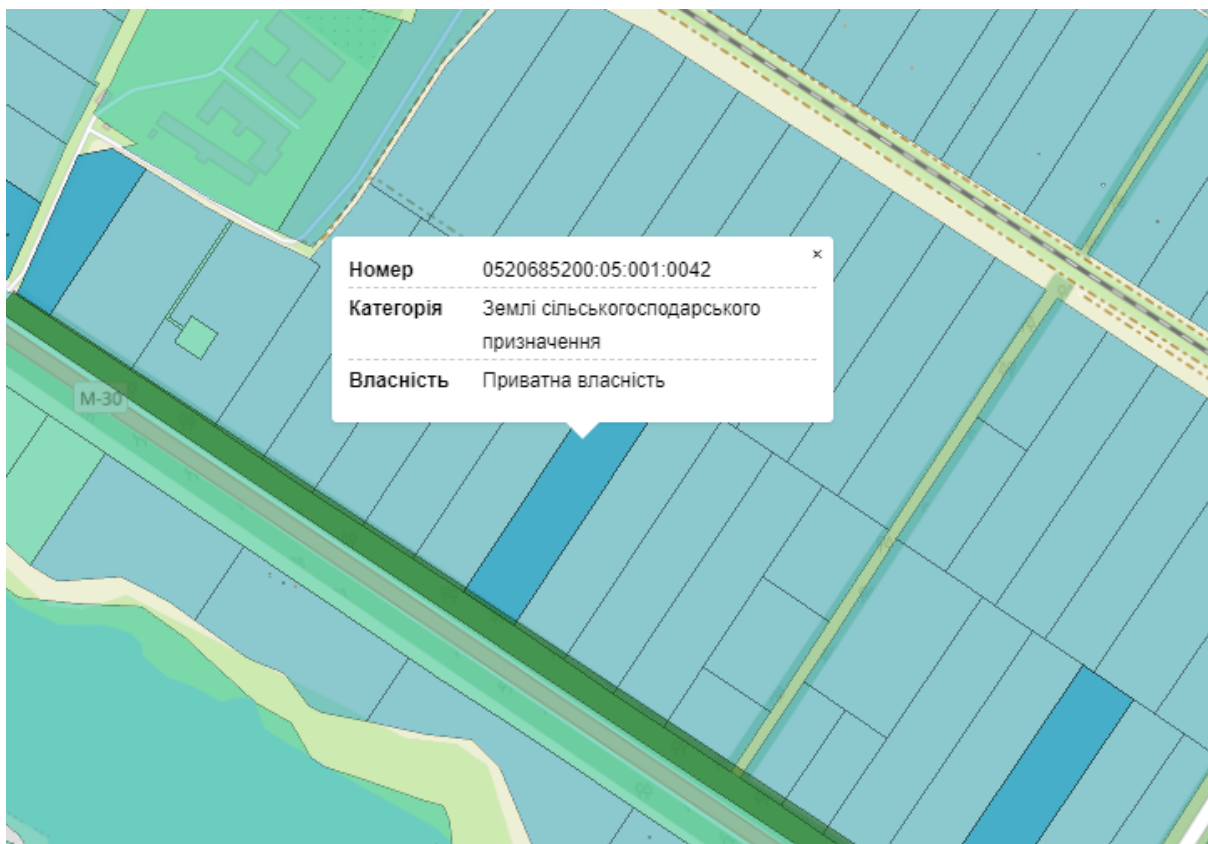 Номер 0520685200:05:001:0042 ×
Категорія Землі сільськогосподарського
призначення
Власність Приватна власність
М-30